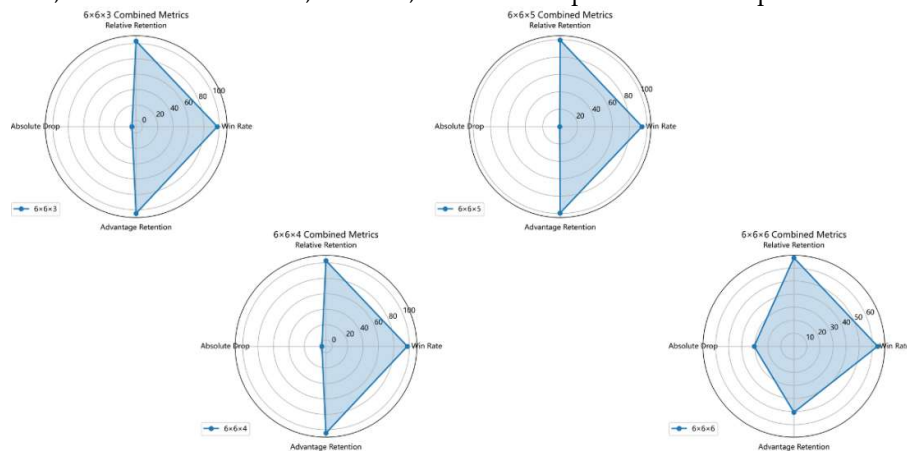 6×6×3 Combined Metrics
Relative Retention
100
80
60
40
20
0
Absolute Drop
Win Rate
6×6×3
Advantage Retention
6×6×5 Combined Metrics
Relative Retention
100
80
60
40
20
Absolute Drop
Win Rate
6×6×5
Advantage Retention
6×6×4 Combined Metrics
Relative Retention
100
80
60
40
20
0
Absolute Drop
Win Rate
6×6×4
Advantage Retention
6×6×6 Combined Metrics
Relative Retention
60
50
40
30
20
10
Absolute Drop
Win Rate
6×6×6
Advantage Retention